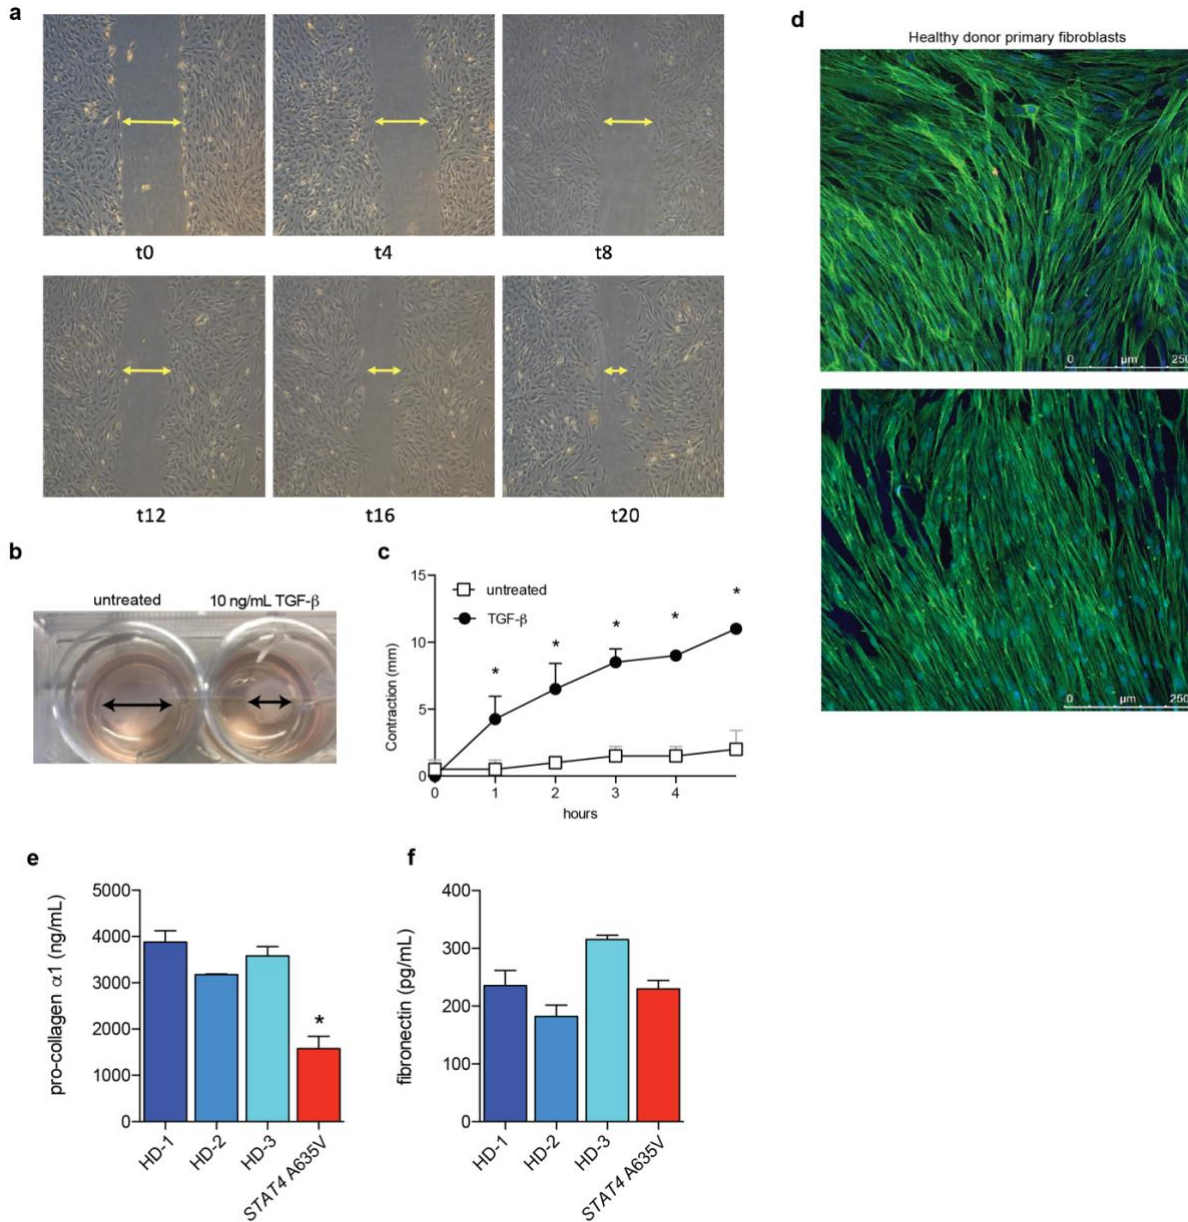 a
t0
t4
t8
t12
t16
t20
b
untreated
10 ng/mL TGF-β
c
15
10
5
0
Contraction (mm)
untreated
TGF-β
*
*
*
*
*
0
1
2
3
4
hours
d
Healthy donor primary fibroblasts
0 µm 250
0 µm 250
e
pro-collagen α1 (ng/mL)
5000
4000
3000
2000
1000
0
*
HD-1
HD-2
HD-3
STAT4 A635V
f
fibronectin (pg/mL)
400
300
200
100
0
HD-1
HD-2
HD-3
STAT4 A635V